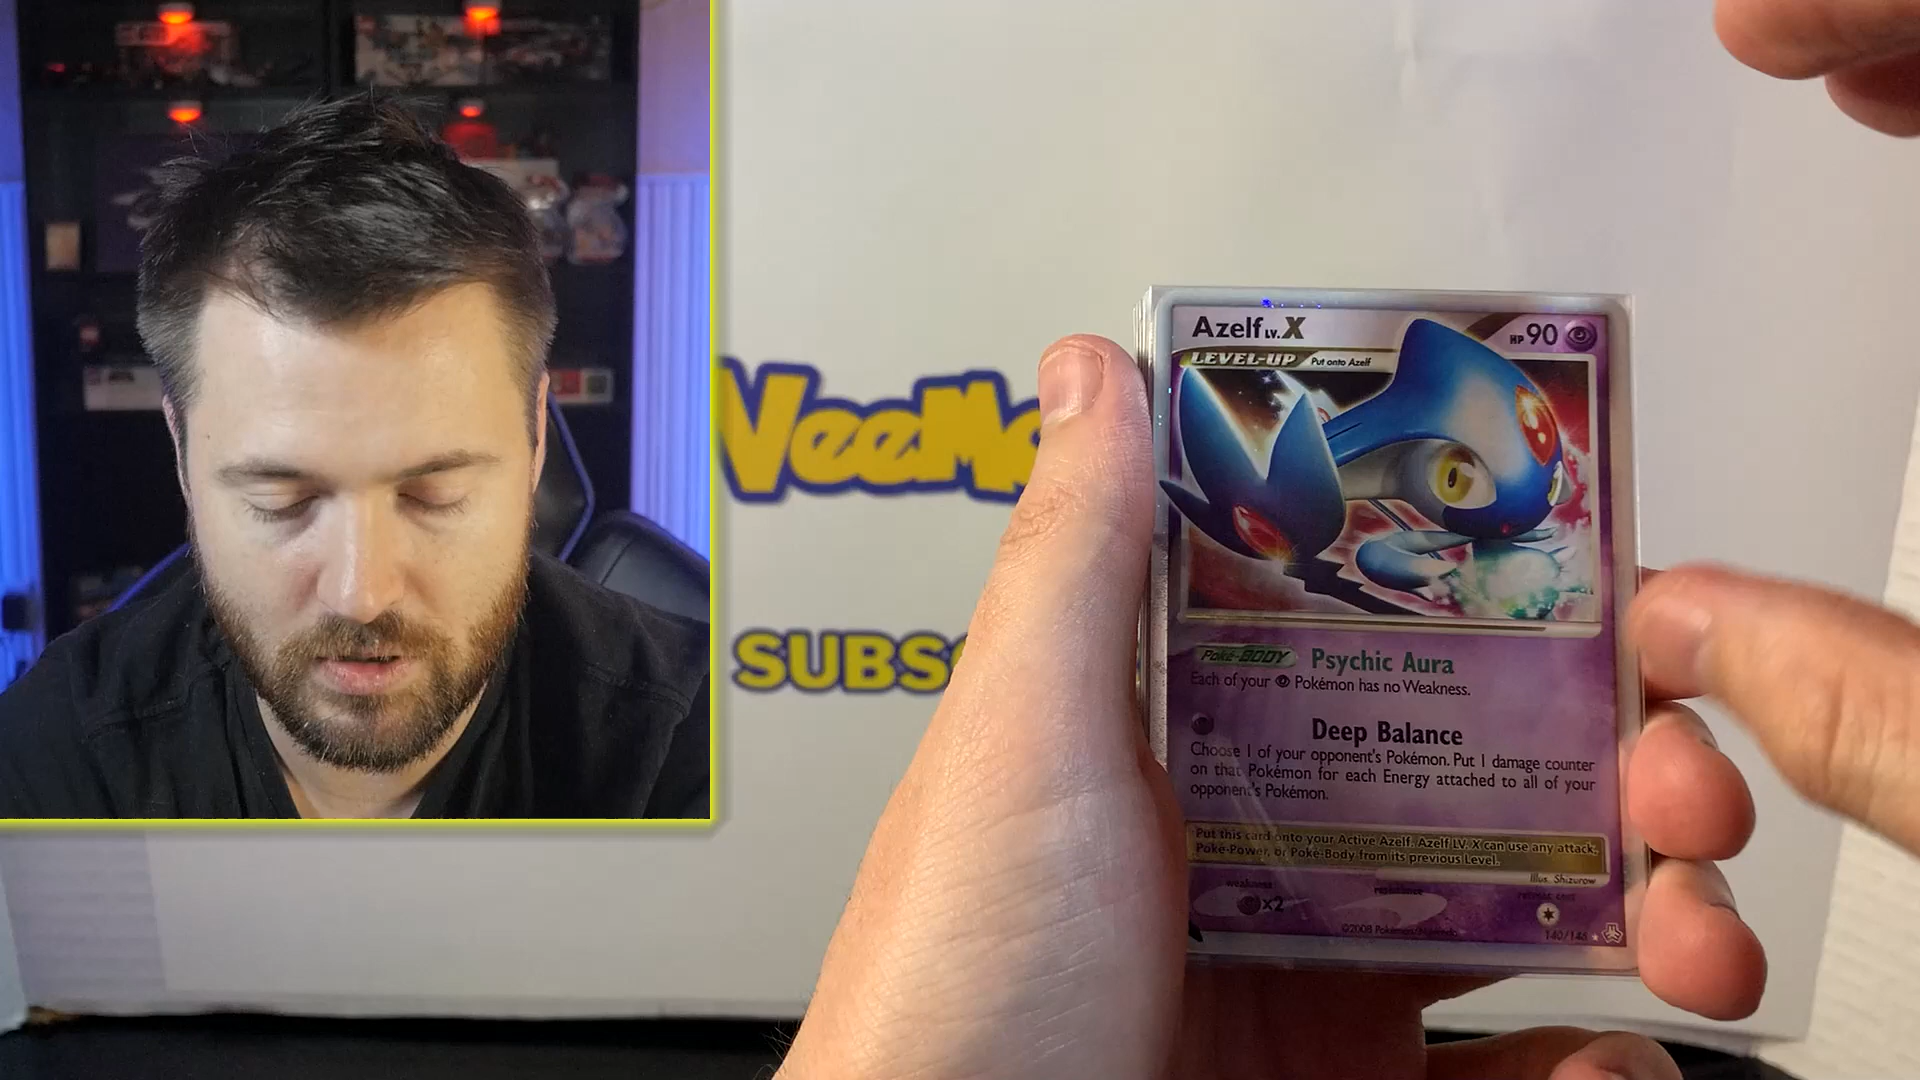 VeeMo
SUBSC
Azelf LV.X
HP 90
LEVEL-UP Put onto Azelf
Poké-BODY Psychic Aura
Each of your Pokémon has no Weakness.
Deep Balance
Choose 1 of your opponent's Pokémon. Put 1 damage counter
on that Pokémon for each Energy attached to all of your
opponent's Pokémon.
Put this card onto your Active Azelf. Azelf LV.X can use any attack,
Poké-Power, or Poké-Body from its previous Level.
Illus. Shizurow
weakness
resistance
retreat cost
x2
©2008 Pokémon/Nintendo
140/146